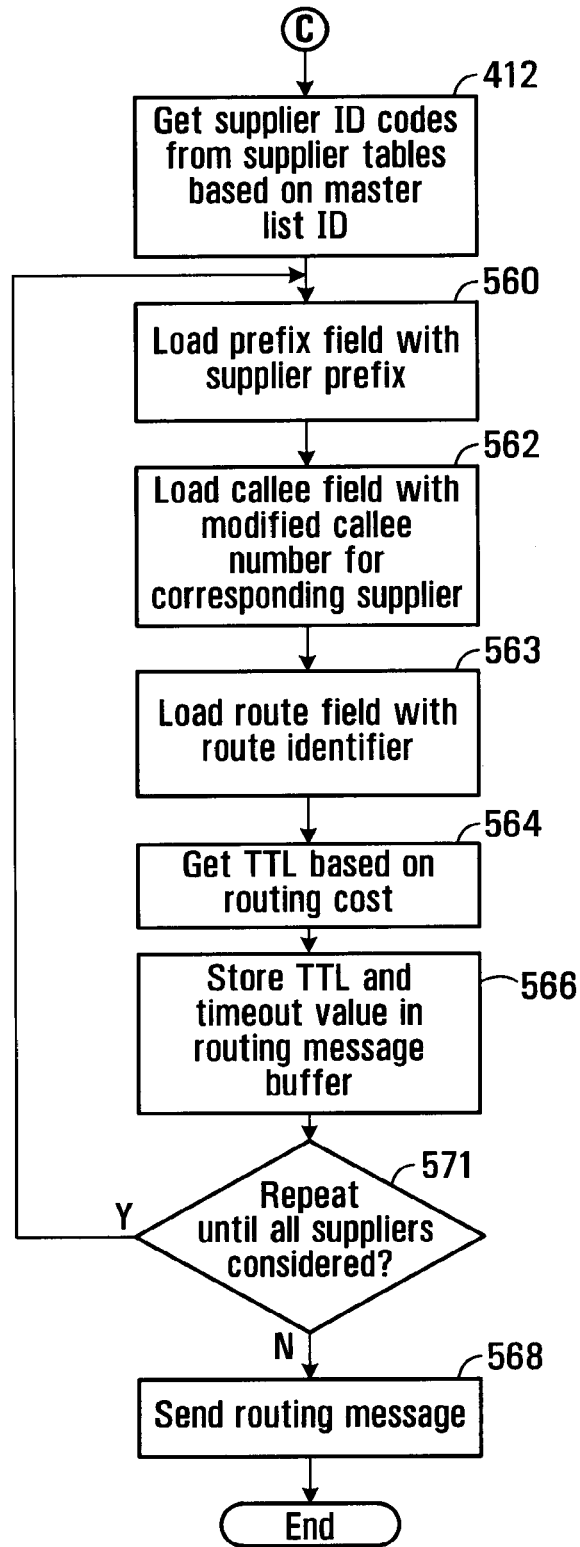 C
412
Get supplier ID codes
from supplier tables
based on master
list ID
560
Load prefix field with
supplier prefix
562
Load callee field with
modified callee
number for
corresponding supplier
563
Load route field with
route identifier
564
Get TTL based on
routing cost
Store TTL and
timeout value in
routing message
buffer
566
571
Repeat
until all suppliers
considered?
Y
N
568
Send routing message
End